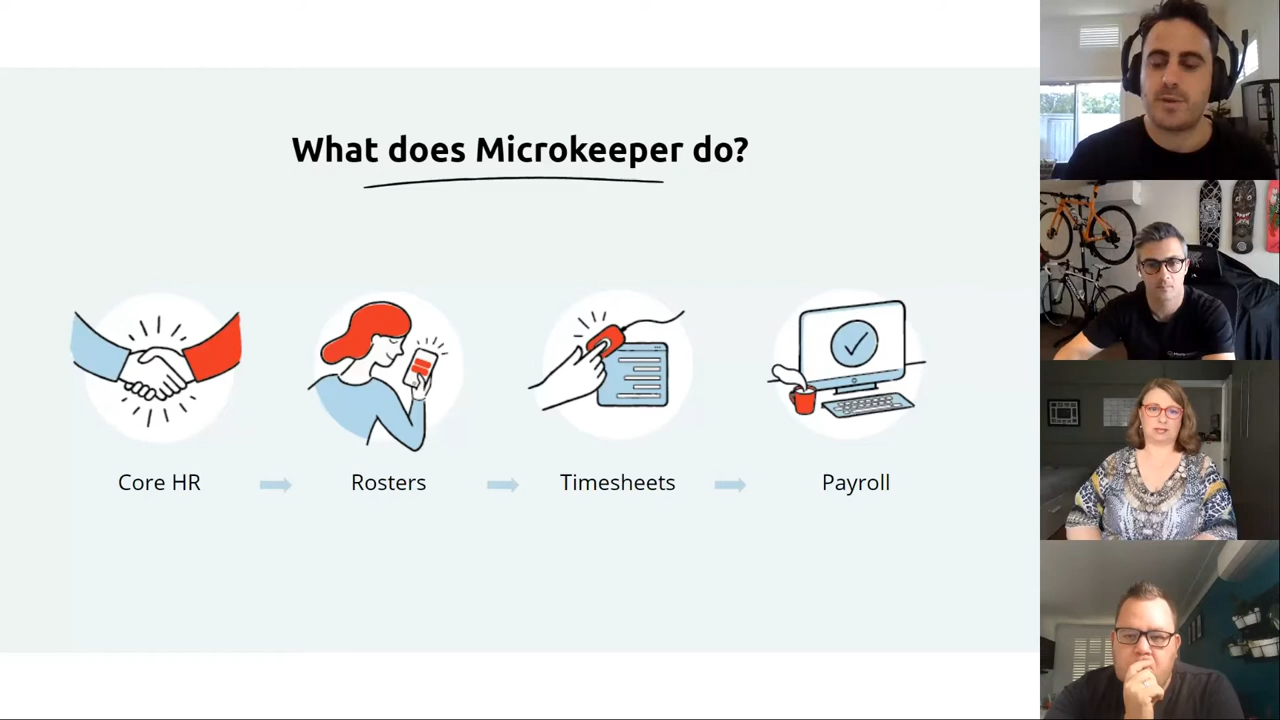 What does Microkeeper do?
Core HR
Rosters
Timesheets
Payroll